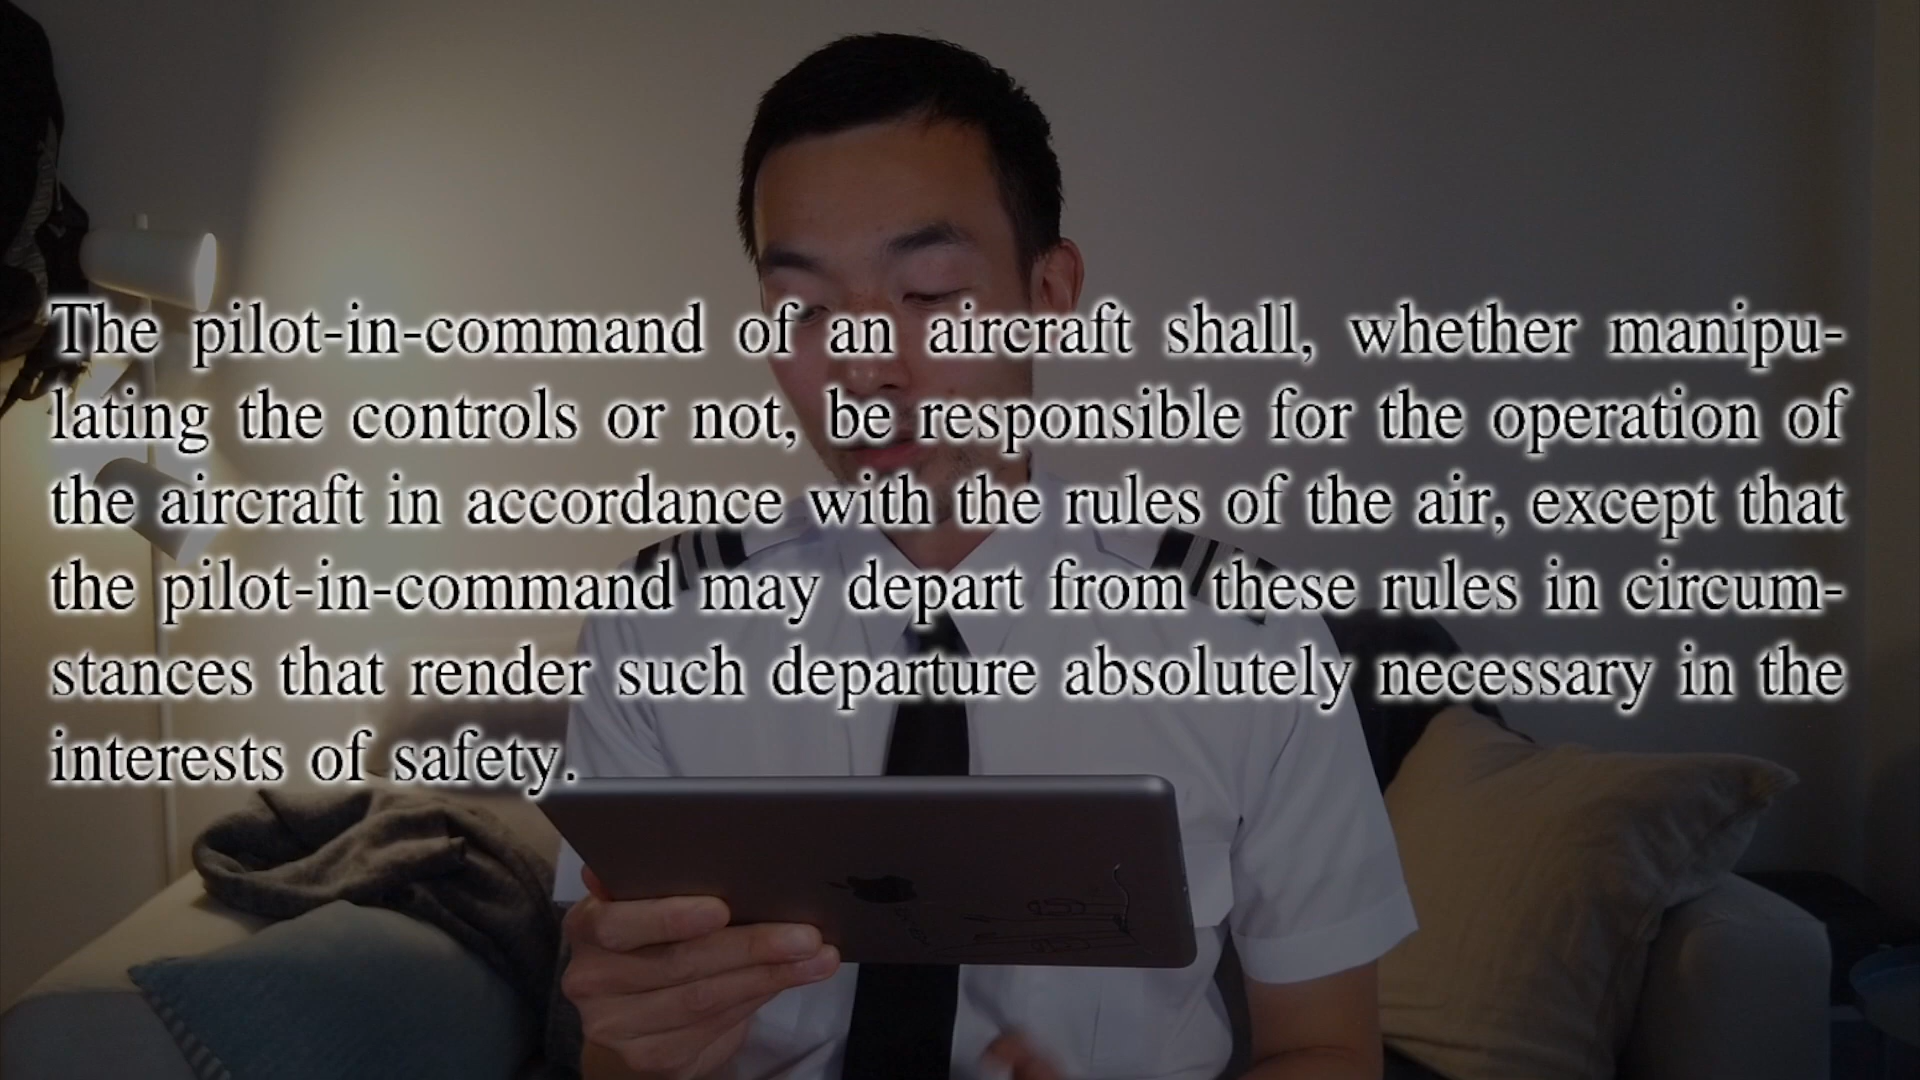 The pilot-in-command of an aircraft shall, whether manipu-
lating the controls or not, be responsible for the operation of
the aircraft in accordance with the rules of the air, except that
the pilot-in-command may depart from these rules in circum-
stances that render such departure absolutely necessary in the
interests of safety.